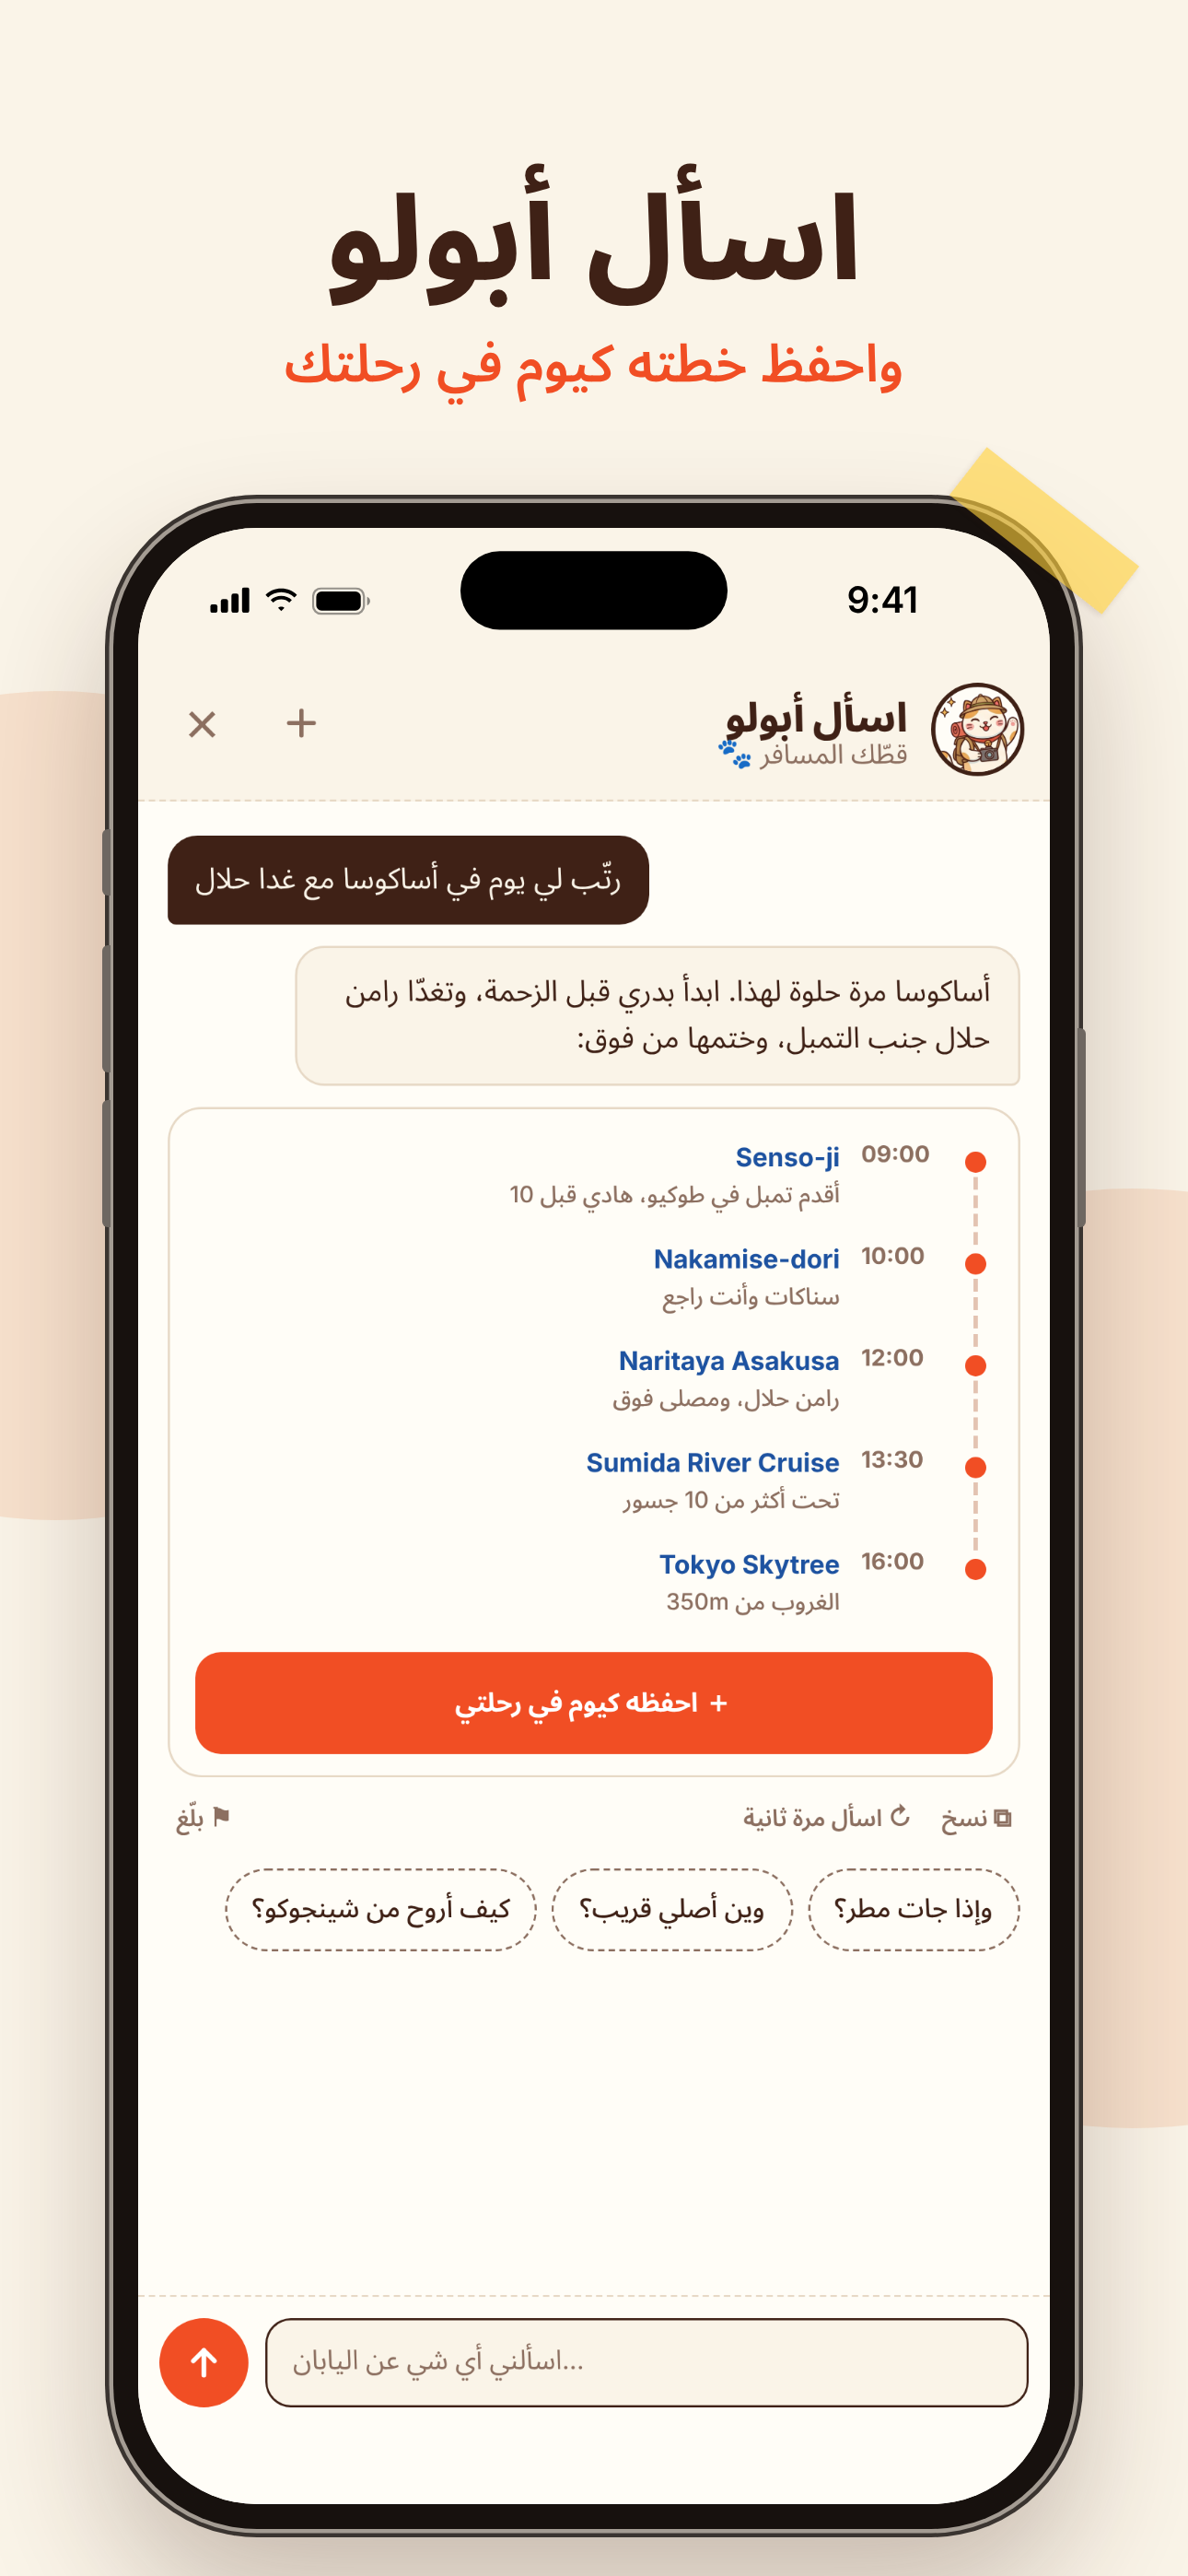 اسأل أبولو
واحفظ خطته كيوم في رحلتك
9:41
اسأل أبولو
قطّك المسافر 🐾
رتّب لي يوم في أساكوسا مع غدا حلال
أساكوسا مرة حلوة لهذا. ابدأ بدري قبل الزحمة، وتغدّا رامن
حلال جنب التمبل، وختمها من فوق:
09:00 Senso-ji
أقدم تمبل في طوكيو، هادي قبل 10
10:00 Nakamise-dori
سناكات وأنت راجع
12:00 Naritaya Asakusa
رامن حلال، ومصلى فوق
13:30 Sumida River Cruise
تحت أكثر من 10 جسور
16:00 Tokyo Skytree
الغروب من 350m
+ احفظه كيوم في رحلتي
⧉ نسخ ↻ اسأل مرة ثانية ⚑ بلّغ
وإذا جات مطر؟ وين أصلي قريب؟ كيف أروح من شينجوكو؟
اسألني أي شي عن اليابان...